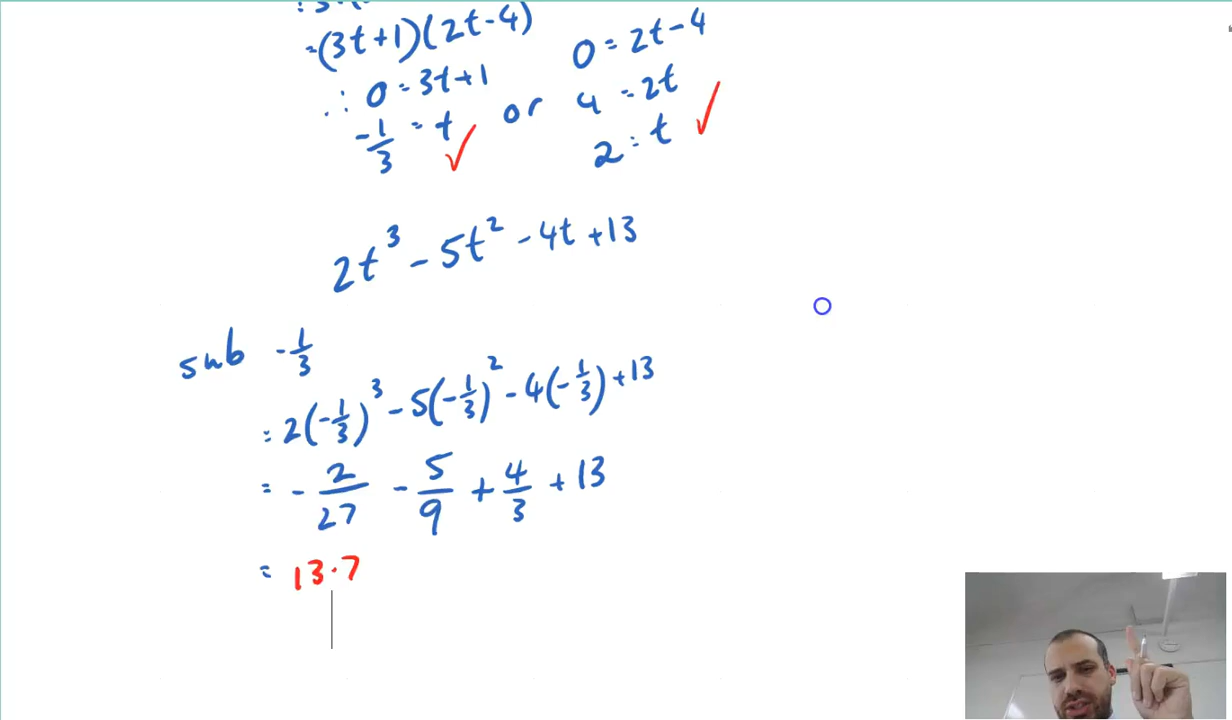 =(3t+1)(2t-4)
∴ 0=3t+1 or 0=2t-4
-1/3=t 4=2t
2=t
2t³-5t²-4t+13
sub -1/3
=2(-1/3)³-5(-1/3)²-4(-1/3)+13
=-2/27-5/9+4/3+13
=13.7